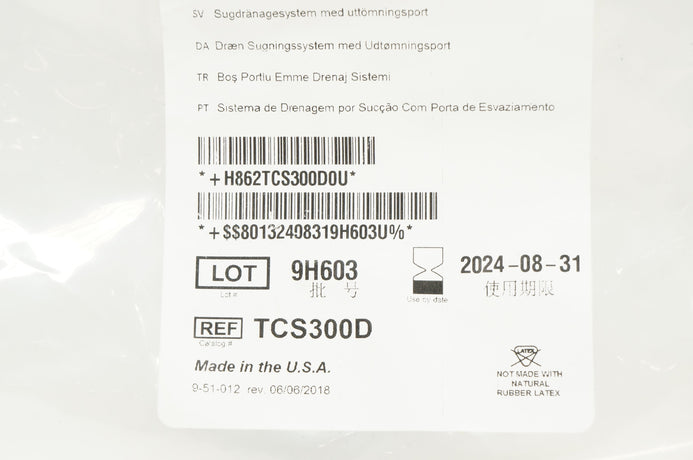 SV Sugdränagesystem med uttömningsport
DA Dræn Sugningssystem med Udtømningsport
TR Boş Portlu Emme Drenaj Sistemi
PT Sistema de Drenagem por Sucção Com Porta de Esvaziamento
*+H862TCS300D0U*
*+$$80132408319H603U%*
LOT 9H603 2024-08-31
Lot # 批 号 Use by date 使用期限
REF TCS300D
Catalog #
LATEX
Made in the U.S.A.
NOT MADE WITH
NATURAL
RUBBER LATEX
9-51-012 rev. 06/06/2018